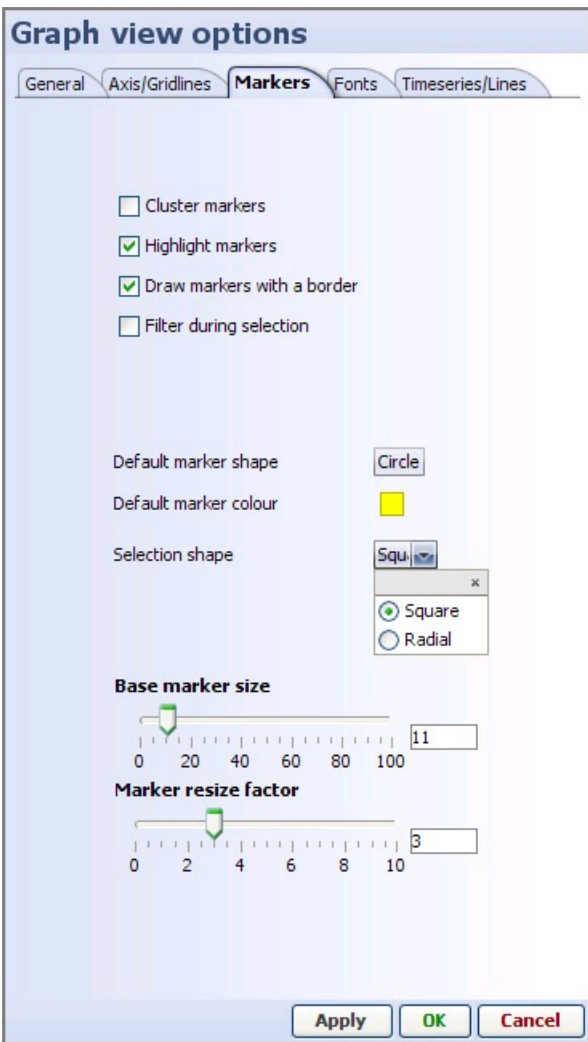 Graph view options
General Axis/Gridlines Markers Fonts Timeseries/Lines
Cluster markers
Highlight markers
Draw markers with a border
Filter during selection
Default marker shape Circle
Default marker colour
Selection shape Squ
×
Square
Radial
Base marker size
11
0 20 40 60 80 100
Marker resize factor
3
0 2 4 6 8 10
Apply OK Cancel